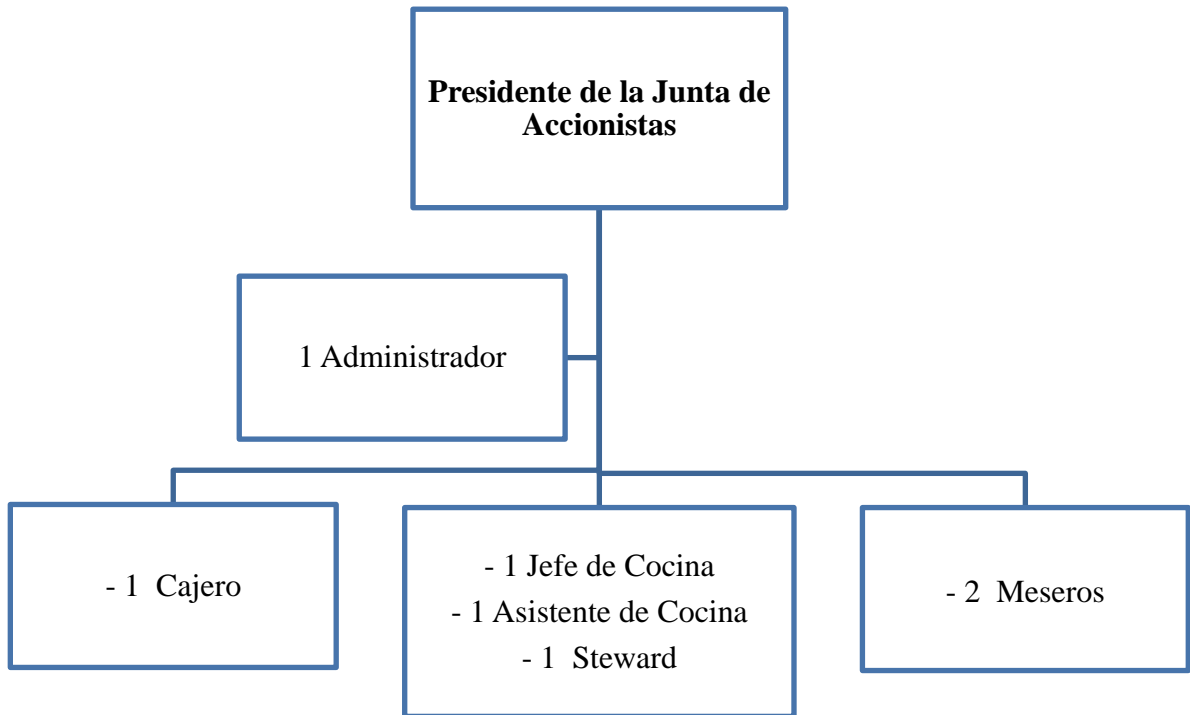 Presidente de la Junta de
Accionistas
1 Administrador
- 1 Cajero
- 1 Jefe de Cocina
- 1 Asistente de Cocina
- 1 Steward
- 2 Meseros